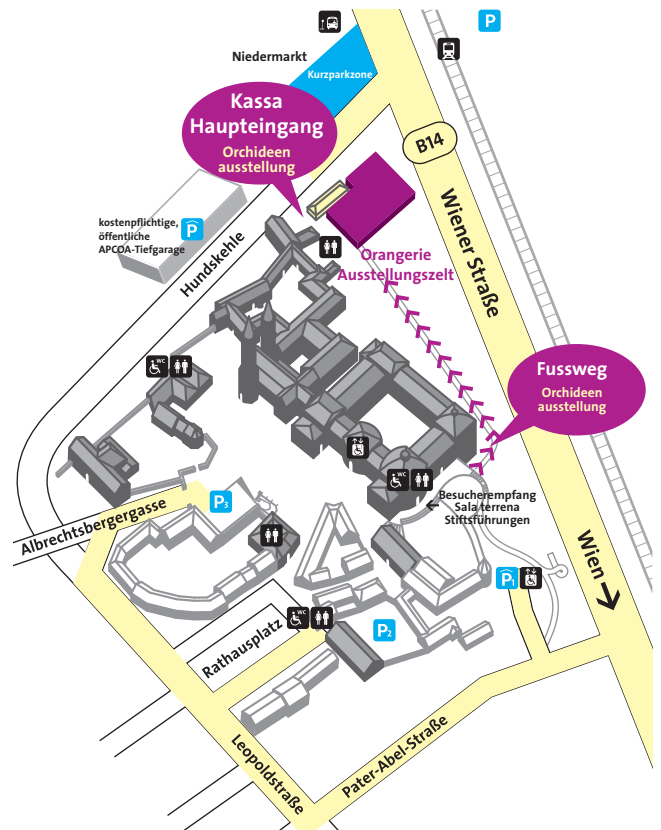 P
Niedermarkt
Kurzparkzone
Kassa
Haupteingang
Orchideen
ausstellung
B14
Wiener Straße
kostenpflichtige,
öffentliche
APCOA-Tiefgarage
P
Hundskehle
Orangerie
Ausstellungszelt
Fussweg
Orchideen
ausstellung
WC
WC
Besucherempfang
Sala terrena
Stiftsführungen
P3
Albrechtsbergergasse
Wien
P1
WC
Rathausplatz
P2
Leopoldstraße
Pater-Abel-Straße